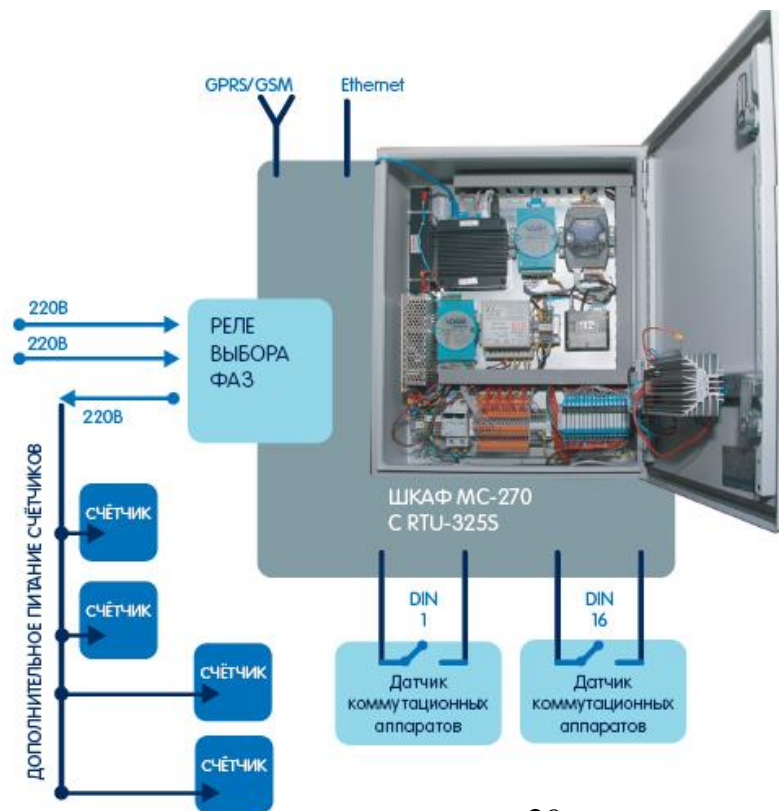 GPRS/GSM
Ethernet
220В
220В
220В
РЕЛЕ
ВЫБОРА
ФАЗ
ДОПОЛНИТЕЛЬНОЕ ПИТАНИЕ СЧЁТЧИКОВ
СЧЁТЧИК
СЧЁТЧИК
СЧЁТЧИК
СЧЁТЧИК
ШКАФ МС-270
С RTU-325S
DIN
1
DIN
16
Датчик
коммутационных
аппаратов
Датчик
коммутационных
аппаратов